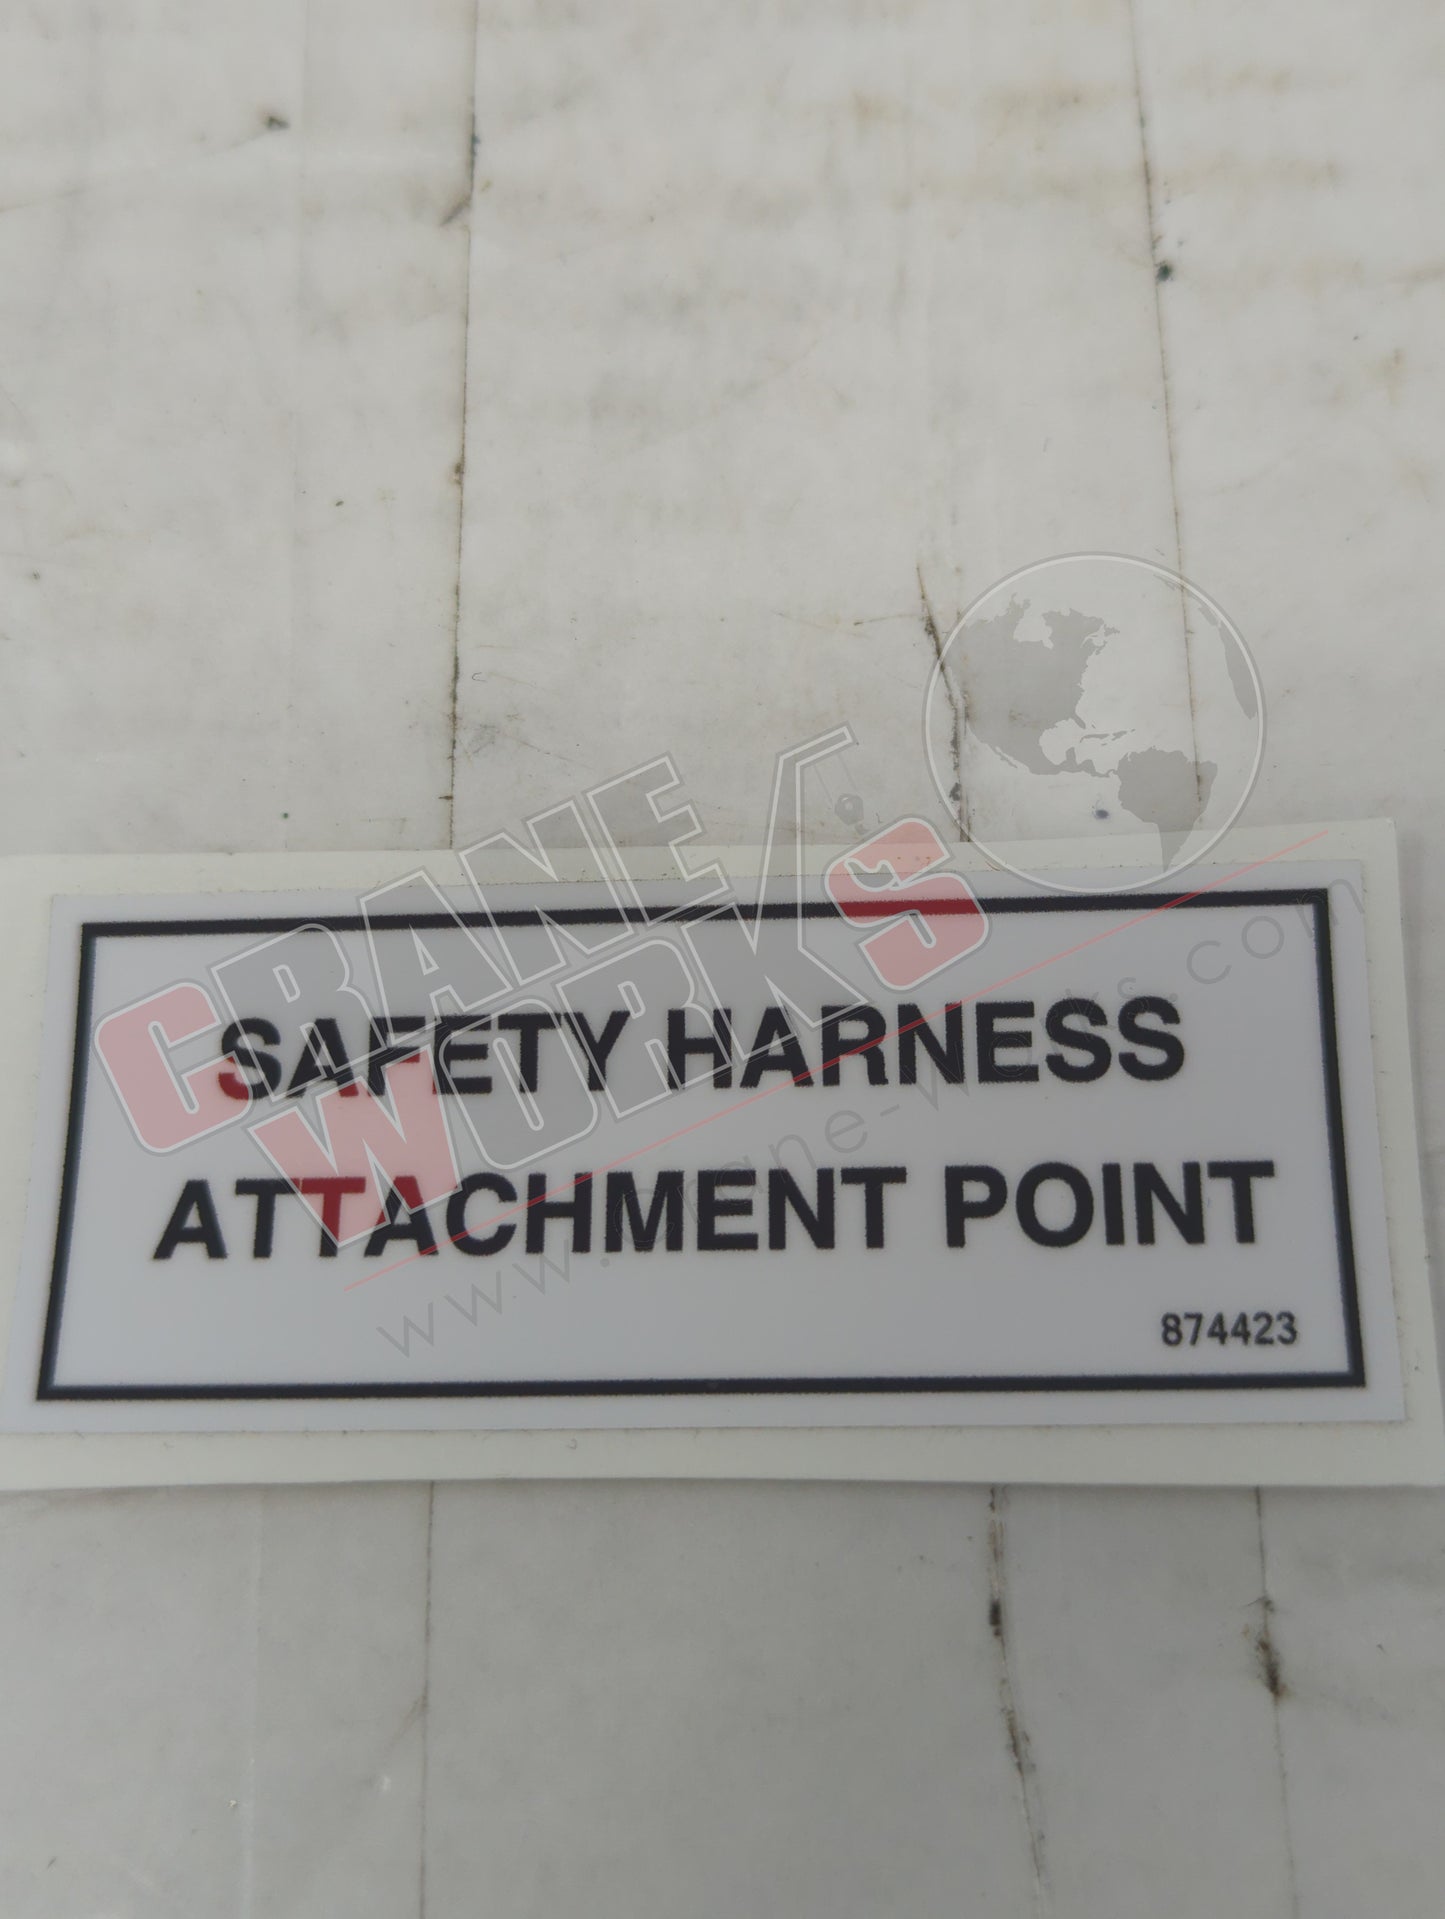 CRANE
WORKS
SAFETY HARNESS
ATTACHMENT POINT
www.crane-works.com
874423